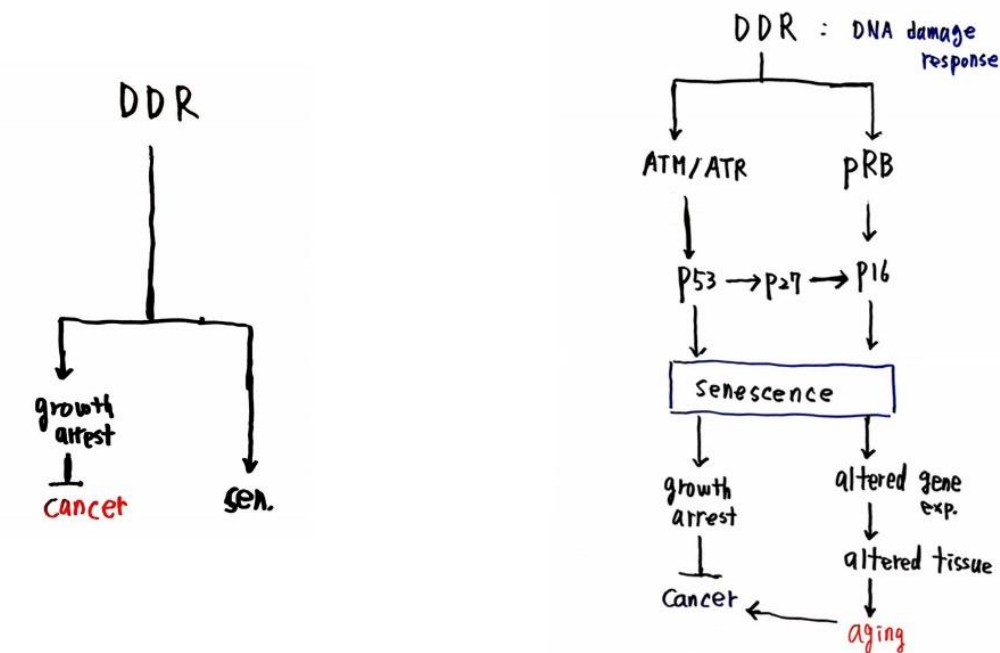 DDR
growth
arrest
cancer
sen.
DDR : DNA damage
response
ATM/ATR
pRB
P53
P27
P16
senescence
growth
arrest
altered gene
exp.
altered tissue
cancer
aging